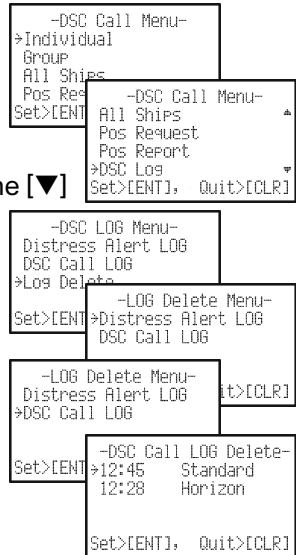 -DSC Call Menu-
→Individual
Group
All Ships
Pos Req
Set>[ENT
-DSC Call Menu-
All Ships
Pos Request
Pos Report
→DSC Log
Set>[ENT], Quit>[CLR]
ne [▼]
-DSC LOG Menu-
Distress Alert LOG
DSC Call LOG
→Log Delete
Set>[ENT
-LOG Delete Menu-
→Distress Alert LOG
DSC Call LOG
it>[CLR]
-LOG Delete Menu-
Distress Alert LOG
→DSC Call LOG
Set>[ENT
-DSC Call LOG Delete-
→12:45 Standard
12:28 Horizon
Set>[ENT], Quit>[CLR]